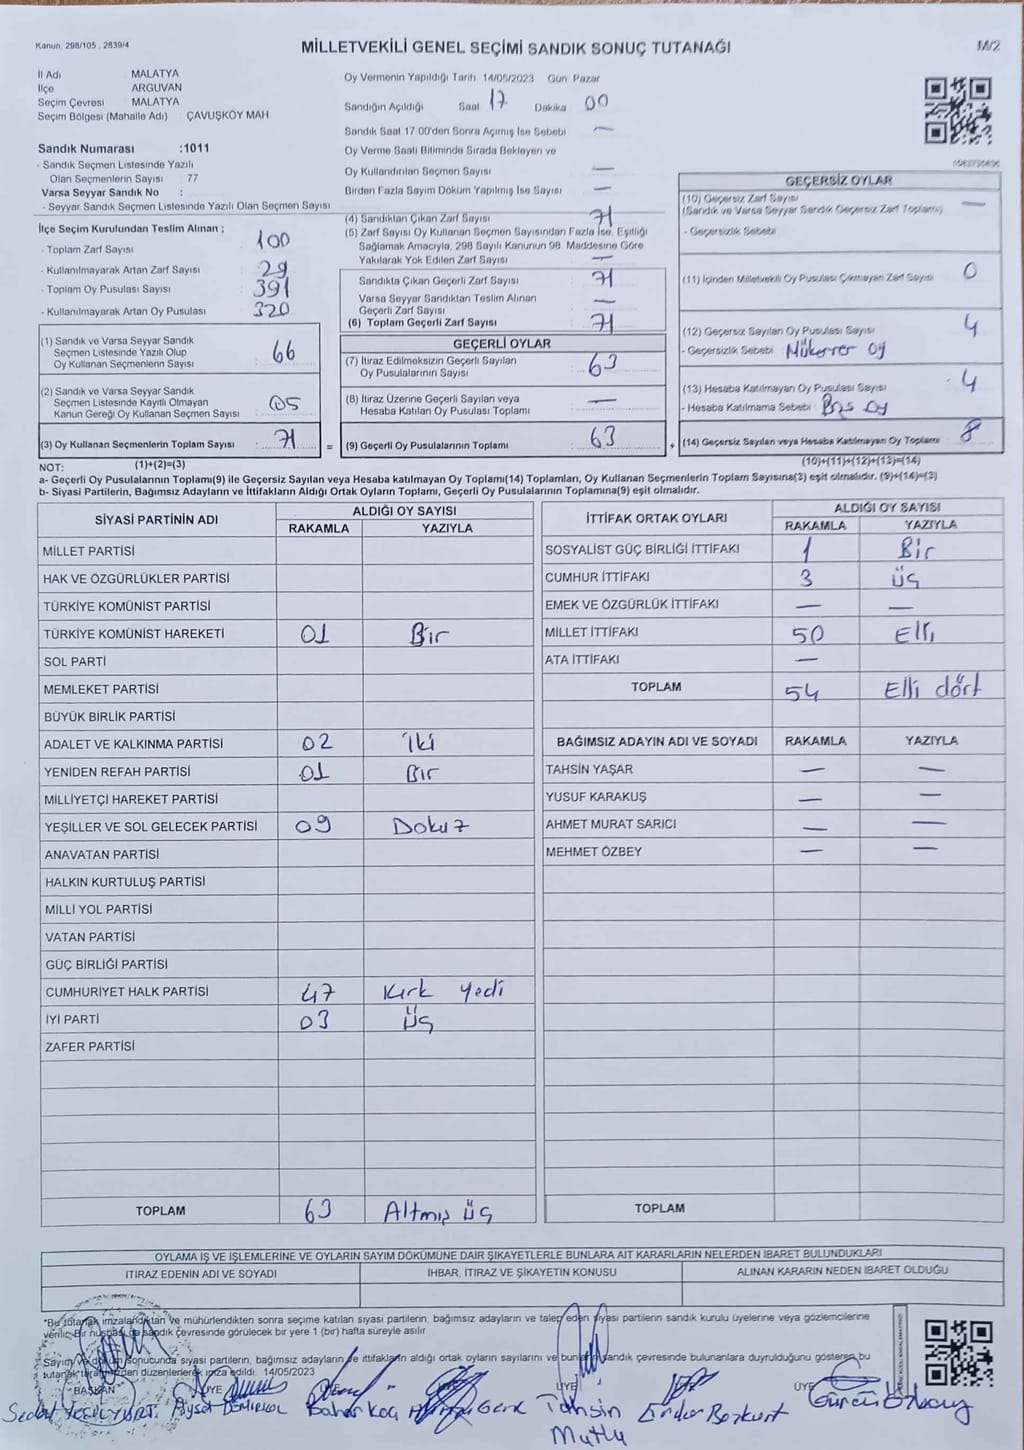 Kanun, 298/105 , 2839/4
MİLLETVEKİLİ GENEL SEÇİMİ SANDIK SONUÇ TUTANAĞI
M/2
İl Adı MALATYA
İlçe ARGUVAN
Seçim Çevresi MALATYA
Seçim Bölgesi (Mahalle Adı) ÇAVUŞKÖY MAH
Sandık Numarası :1011
- Sandık Seçmen Listesinde Yazılı
Olan Seçmenlerin Sayısı 77
Varsa Seyyar Sandık No :
- Seyyar Sandık Seçmen Listesinde Yazılı Olan Seçmen Sayısı
İlçe Seçim Kurulundan Teslim Alınan ;
- Toplam Zarf Sayısı 100
- Kullanılmayarak Artan Zarf Sayısı 29
- Toplam Oy Pusulası Sayısı 391
- Kullanılmayarak Artan Oy Pusulası 320
(1) Sandık ve Varsa Seyyar Sandık
Seçmen Listesinde Yazılı Olup
Oy Kullanan Seçmenlerin Sayısı 66
(2) Sandık ve Varsa Seyyar Sandık
Seçmen Listesinde Kayıtlı Olmayan
Kanun Gereği Oy Kullanan Seçmen Sayısı 05
(3) Oy Kullanan Seçmenlerin Toplam Sayısı : 71 =
Oy Vermenin Yapıldığı Tarih 14/05/2023 Gün Pazar
Sandığın Açıldığı Saat 17 Dakika 00
Sandık Saat 17.00'den Sonra Açımış İse Sebebi —
Oy Verme Saati Bitiminde Sırada Bekleyen ve
Oy Kullandırılan Seçmen Sayısı —
Birden Fazla Sayım Döküm Yapılmış İse Sayısı —
(4) Sandıktan Çıkan Zarf Sayısı 71
(5) Zarf Sayısı Oy Kullanan Seçmen Sayısından Fazla İse, Eşitliği
Sağlamak Amacıyla, 298 Sayılı Kanunun 98. Maddesine Göre
Yakılarak Yok Edilen Zarf Sayısı —
Sandıkta Çıkan Geçerli Zarf Sayısı 71
Varsa Seyyar Sandıktan Teslim Alınan
Geçerli Zarf Sayısı —
(6) Toplam Geçerli Zarf Sayısı 71
GEÇERLİ OYLAR
(7) İtiraz Edilmeksizin Geçerli Sayılan
Oy Pusulalarının Sayısı 63
(8) İtiraz Üzerine Geçerli Sayılan veya
Hesaba Katılan Oy Pusulası Toplamı —
(9) Geçerli Oy Pusulalarının Toplamı 63 +
GEÇERSİZ OYLAR
(10) Geçersiz Zarf Sayısı —
(Sandık ve Varsa Seyyar Sandık Geçersiz Zarf Toplamı)
- Geçersizlik Sebebi
(11) İçinden Milletvekili Oy Pusulası Çıkmayan Zarf Sayısı 0
(12) Geçersiz Sayılan Oy Pusulası Sayısı 4
- Geçersizlik Sebebi Mükerrer oy
(13) Hesaba Katılmayan Oy Pusulası Sayısı 4
- Hesaba Katılmama Sebebi Boş oy
(14) Geçersiz Sayılan veya Hesaba Katılmayan Oy Toplamı 8
NOT: (1)+(2)=(3) (10)+(11)+(12)+(13)=(14)
a- Geçerli Oy Pusulalarının Toplamı(9) ile Geçersiz Sayılan veya Hesaba katılmayan Oy Toplamı(14) Toplamları, Oy Kullanan Seçmenlerin Toplam Sayısına(3) eşit olmalıdır. (9)+(14)=(3)
b- Siyasi Partilerin, Bağımsız Adayların ve İttifakların Aldığı Ortak Oyların Toplamı, Geçerli Oy Pusulalarının Toplamına(9) eşit olmalıdır.
SİYASİ PARTİNİN ADI ALDIĞI OY SAYISI
RAKAMLA YAZIYLA
MİLLET PARTİSİ
HAK VE ÖZGÜRLÜKLER PARTİSİ
TÜRKİYE KOMÜNİST PARTİSİ
TÜRKİYE KOMÜNİST HAREKETİ 01 Bir
SOL PARTİ
MEMLEKET PARTİSİ
BÜYÜK BİRLİK PARTİSİ
ADALET VE KALKINMA PARTİSİ 02 İki
YENİDEN REFAH PARTİSİ 01 Bir
MİLLİYETÇİ HAREKET PARTİSİ
YEŞİLLER VE SOL GELECEK PARTİSİ 09 Dokuz
ANAVATAN PARTİSİ
HALKIN KURTULUŞ PARTİSİ
MİLLİ YOL PARTİSİ
VATAN PARTİSİ
GÜÇ BİRLİĞİ PARTİSİ
CUMHURİYET HALK PARTİSİ 47 Kırk yedi
İYİ PARTİ 03 Üç
ZAFER PARTİSİ
TOPLAM 63 Altmış üç
İTTİFAK ORTAK OYLARI ALDIĞI OY SAYISI
RAKAMLA YAZIYLA
SOSYALİST GÜÇ BİRLİĞİ İTTİFAKI 1 Bir
CUMHUR İTTİFAKI 3 üç
EMEK VE ÖZGÜRLÜK İTTİFAKI — —
MİLLET İTTİFAKI 50 Elli
ATA İTTİFAKI —
TOPLAM 54 Elli dört
BAĞIMSIZ ADAYIN ADI VE SOYADI RAKAMLA YAZIYLA
TAHSİN YAŞAR — —
YUSUF KARAKUŞ — —
AHMET MURAT SARICI — —
MEHMET ÖZBEY — —
TOPLAM
OYLAMA İŞ VE İŞLEMLERİNE VE OYLARIN SAYIM DÖKÜMÜNE DAİR ŞİKAYETLERLE BUNLARA AİT KARARLARIN NELERDEN İBARET BULUNDUKLARI
İTİRAZ EDENİN ADI VE SOYADI İHBAR, İTİRAZ VE ŞİKAYETİN KONUSU ALINAN KARARIN NEDEN İBARET OLDUĞU
*Bu tutanak imzalandıktan ve mühürlendikten sonra seçime katılan siyasi partilerin, bağımsız adayların ve talep eden siyasi partilerin sandık kurulu üyelerine veya gözlemcilerine
verilir. Bir nüshası da sandık çevresinde görülecek bir yere 1 (bir) hafta süreyle asılır
Sayım ve döküm sonucunda siyasi partilerin, bağımsız adayların ve ittifakların aldığı ortak oyların sayılarını ve bunların sandık çevresinde bulunanlara duyrulduğunu gösteren bu
tutanak tarafımızdan düzenlenerek imza edildi. 14/05/2023
BAŞKAN ÜYE ÜYE ÜYE
Aysel Demirkol Bahar Koç Tahsin Mutlu Ender Bozkurt